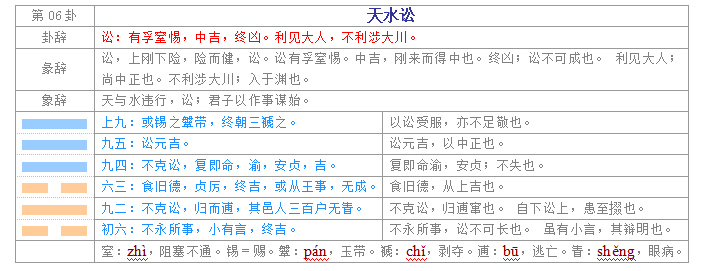 第 06 卦 天水讼
卦辞 讼：有孚窒惕，中吉，终凶。利见大人，不利涉大川。
彖辞 讼，上刚下险，险而健，讼。讼有孚窒惕。中吉，刚来而得中也。终凶；讼不可成也。 利见大人；
尚中正也。不利涉大川；入于渊也。
象辞 天与水违行，讼；君子以作事谋始。
上九：或锡之鞶带，终朝三褫之。 以讼受服，亦不足敬也。
九五：讼元吉。 讼元吉，以中正也。
九四：不克讼，复即命，渝，安贞，吉。 复即命渝，安贞；不失也。
六三：食旧德，贞厉，终吉，或从王事，无成。 食旧德，从上吉也。
九二：不克讼，归而逋，其邑人三百户无眚。 不克讼，归逋窜也。 自下讼上，患至掇也。
初六：不永所事，小有言，终吉。 不永所事，讼不可长也。 虽有小言，其辩明也。
窒：zhì，阻塞不通。锡＝赐。鞶：pán，玉带。褫：chǐ，剥夺。逋：bū，逃亡。眚：shěng，眼病。